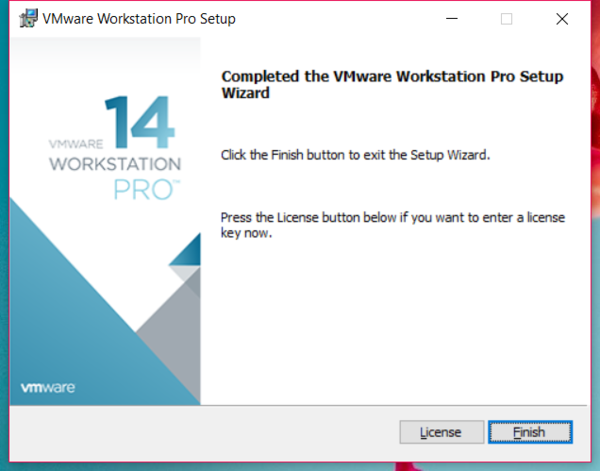 VMware Workstation Pro Setup
VMWARE 14
WORKSTATION
PRO™
Completed the VMware Workstation Pro Setup
Wizard
Click the Finish button to exit the Setup Wizard.
Press the License button below if you want to enter a license
key now.
vmware
License
Finish